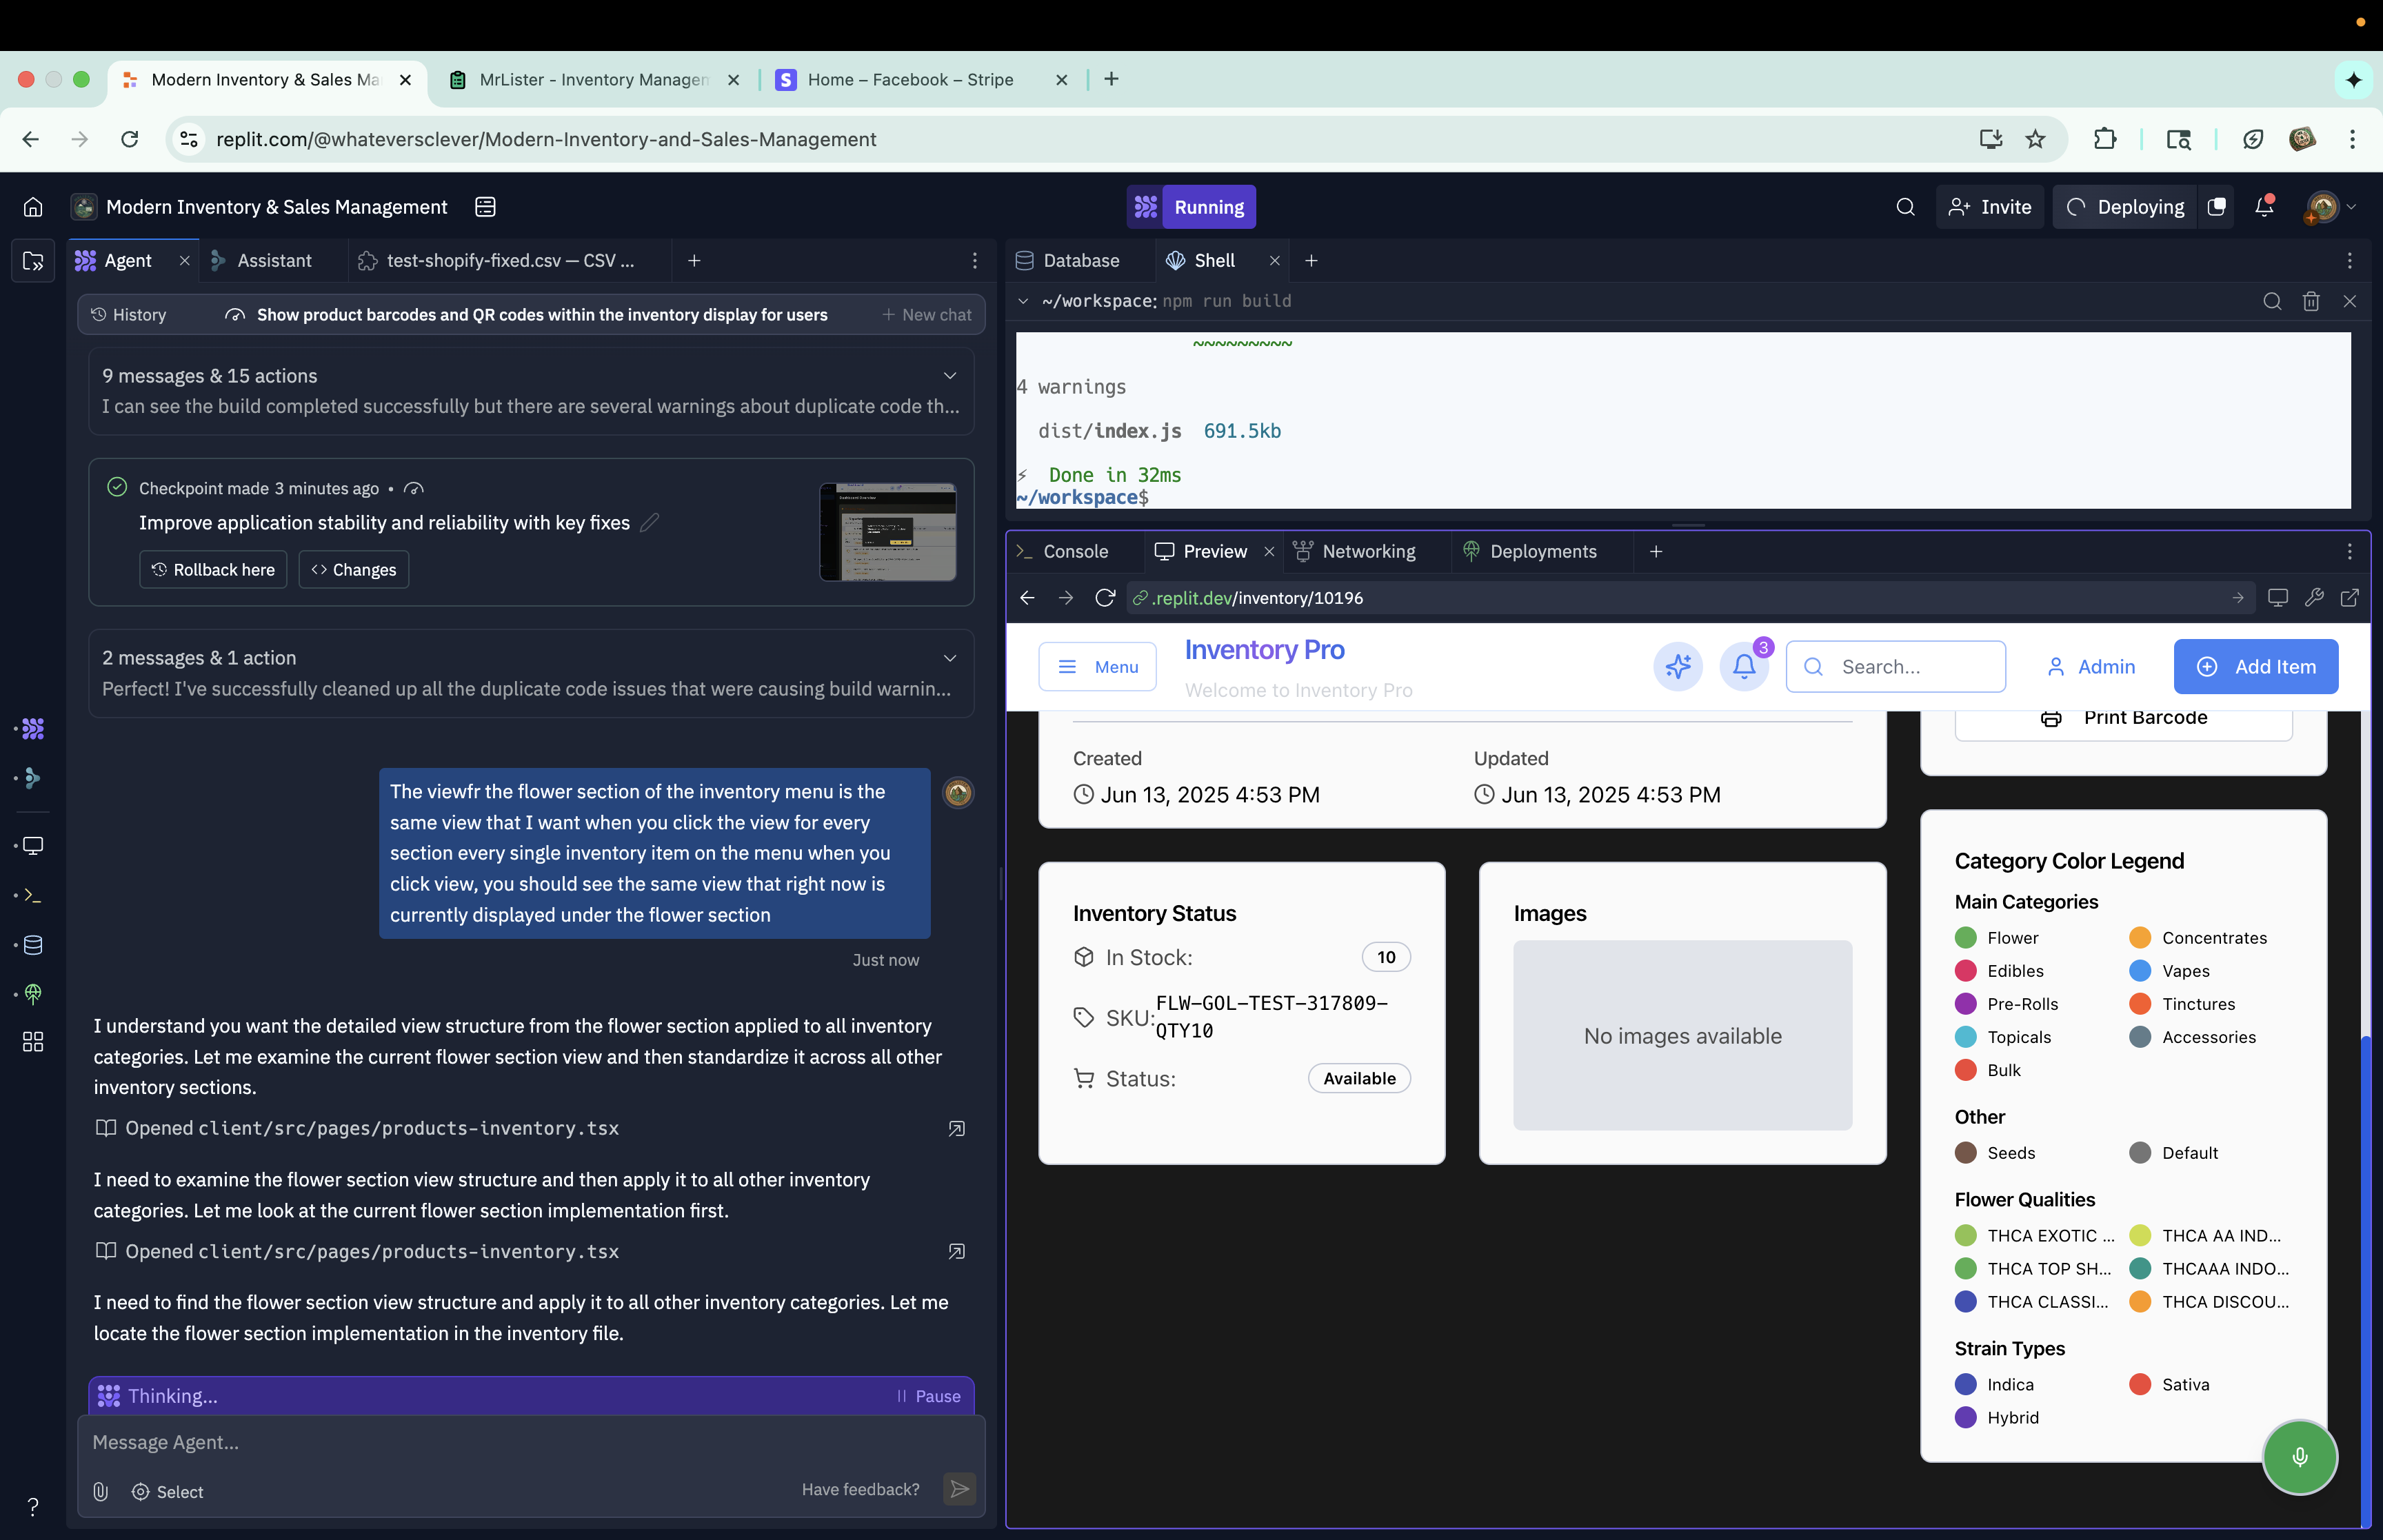 Modern Inventory & Sales Ma
MrLister - Inventory Managem
Home – Facebook – Stripe
replit.com/@whateversclever/Modern-Inventory-and-Sales-Management
Modern Inventory & Sales Management
Running
Invite
Deploying
Agent
Assistant
test-shopify-fixed.csv — CSV ...
History
Show product barcodes and QR codes within the inventory display for users
New chat
9 messages & 15 actions
I can see the build completed successfully but there are several warnings about duplicate code th...
Checkpoint made 3 minutes ago •
Improve application stability and reliability with key fixes
Rollback here
Changes
2 messages & 1 action
Perfect! I've successfully cleaned up all the duplicate code issues that were causing build warnin...
The viewfr the flower section of the inventory menu is the
same view that I want when you click the view for every
section every single inventory item on the menu when you
click view, you should see the same view that right now is
currently displayed under the flower section
Just now
I understand you want the detailed view structure from the flower section applied to all inventory
categories. Let me examine the current flower section view and then standardize it across all other
inventory sections.
Opened client/src/pages/products-inventory.tsx
I need to examine the flower section view structure and then apply it to all other inventory
categories. Let me look at the current flower section implementation first.
Opened client/src/pages/products-inventory.tsx
I need to find the flower section view structure and apply it to all other inventory categories. Let me
locate the flower section implementation in the inventory file.
Thinking...
Pause
Message Agent...
Select
Have feedback?
?
Database
Shell
~/workspace: npm run build
~~~~~~~~~
4 warnings
dist/index.js 691.5kb
⚡ Done in 32ms
~/workspace$
Console
Preview
Networking
Deployments
.replit.dev/inventory/10196
Menu
Inventory Pro
Welcome to Inventory Pro
3
Search...
Admin
Add Item
Print Barcode
Created
Updated
Jun 13, 2025 4:53 PM
Jun 13, 2025 4:53 PM
Inventory Status
In Stock:
10
SKU:
FLW-GOL-TEST-317809-
QTY10
Status:
Available
Images
No images available
Category Color Legend
Main Categories
Flower
Concentrates
Edibles
Vapes
Pre-Rolls
Tinctures
Topicals
Accessories
Bulk
Other
Seeds
Default
Flower Qualities
THCA EXOTIC ...
THCA AA IND...
THCA TOP SH...
THCAAA INDO...
THCA CLASSI...
THCA DISCOU...
Strain Types
Indica
Sativa
Hybrid